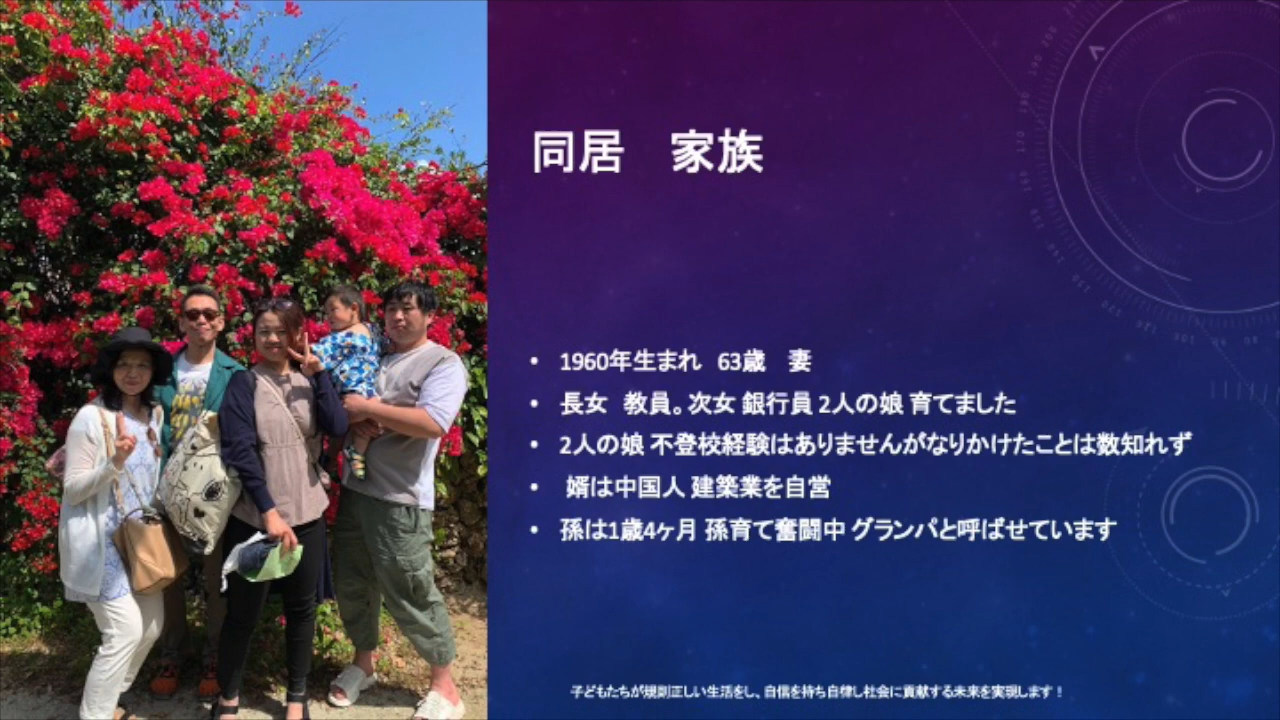 同居　家族
• 1960年生まれ 63歳　妻
• 長女　教員。次女 銀行員 2人の娘 育てました
• 2人の娘 不登校経験はありませんがなりかけたことは数知れず
• 婿は中国人 建築業を自営
• 孫は1歳4ヶ月 孫育て奮闘中 グランパと呼ばせています
子どもたちが規則正しい生活をし、自信を持ち自律し社会に貢献する未来を実現します！